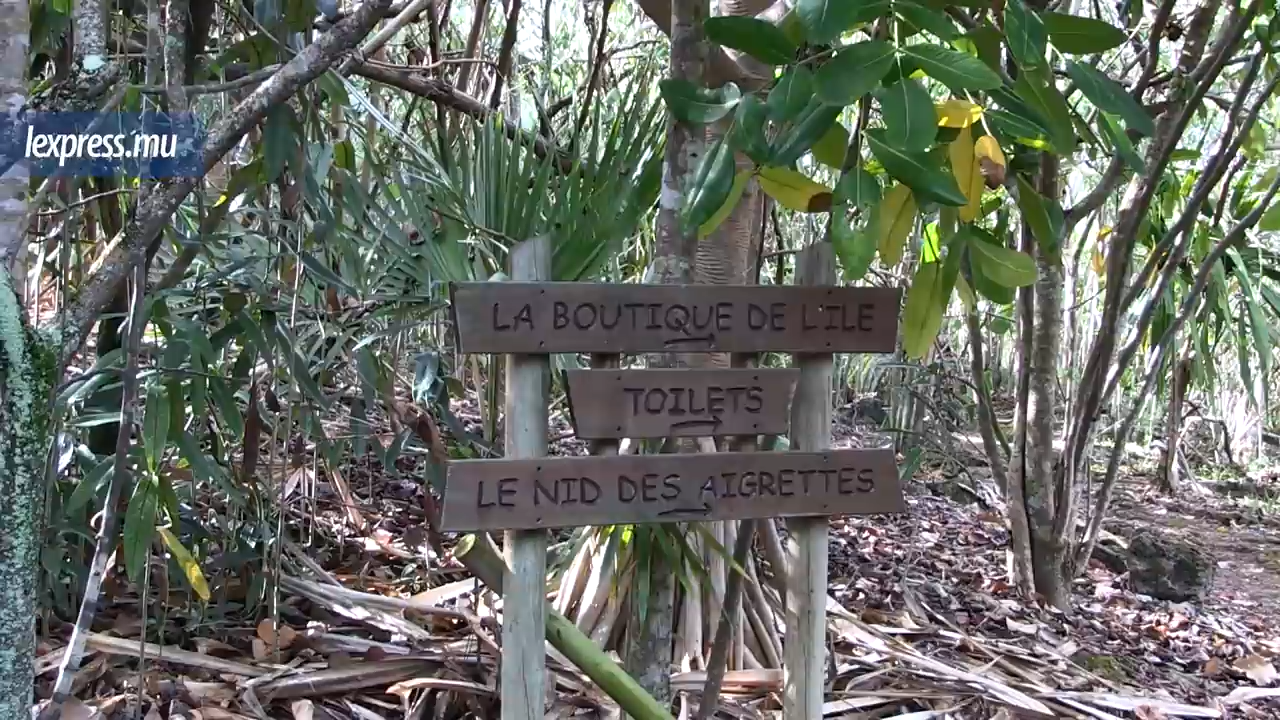 lexpress.mu
LA BOUTIQUE DE L'ILE
TOILETS
LE NID DES AIGRETTES